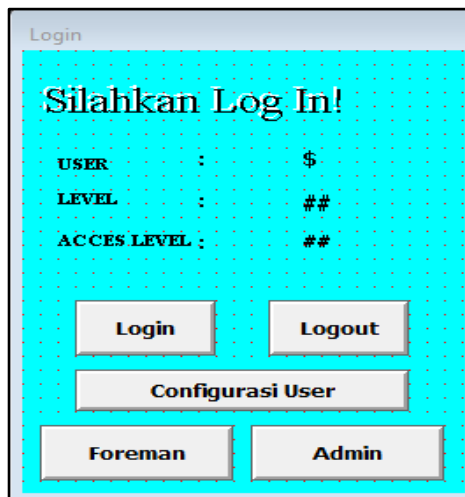 Login
Silahkan Log In!
USER : $
LEVEL : ##
ACCES LEVEL : ##
Login Logout
Configurasi User
Foreman Admin